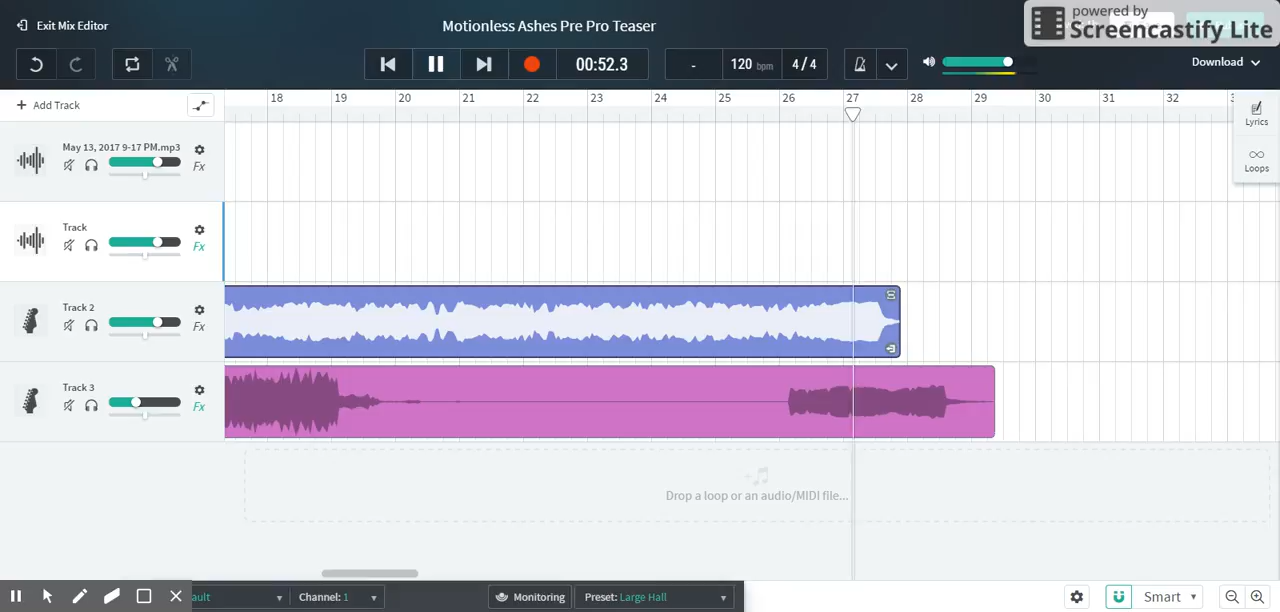 Exit Mix Editor
Motionless Ashes Pre Pro Teaser
powered by
Screencastify Lite
00:52.3
-
120 bpm
4/4
Download
Add Track
18 19 20 21 22 23 24 25 26 27 28 29 30 31 32
Lyrics
Loops
May 13, 2017 9-17 PM.mp3
Fx
Track
Fx
Track 2
Fx
Track 3
Fx
Drop a loop or an audio/MIDI file...
Channel: 1
Monitoring
Preset: Large Hall
Smart